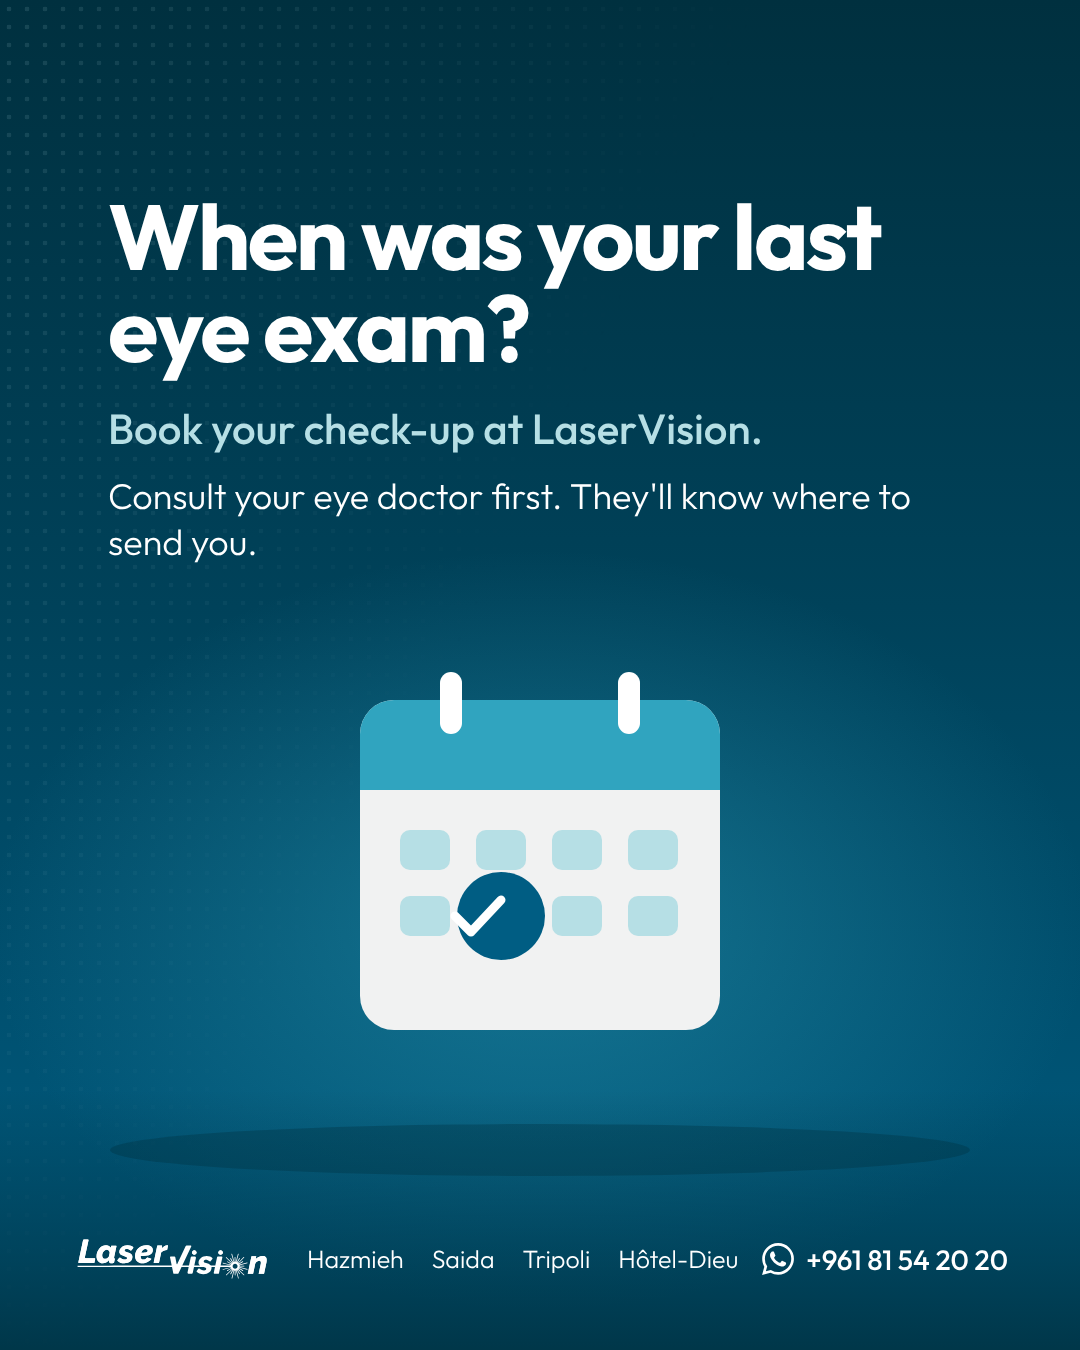 When was your last
eye exam?
Book your check-up at LaserVision.
Consult your eye doctor first. They'll know where to
send you.
LaserVision Hazmieh Saida Tripoli Hôtel-Dieu +961 81 54 20 20